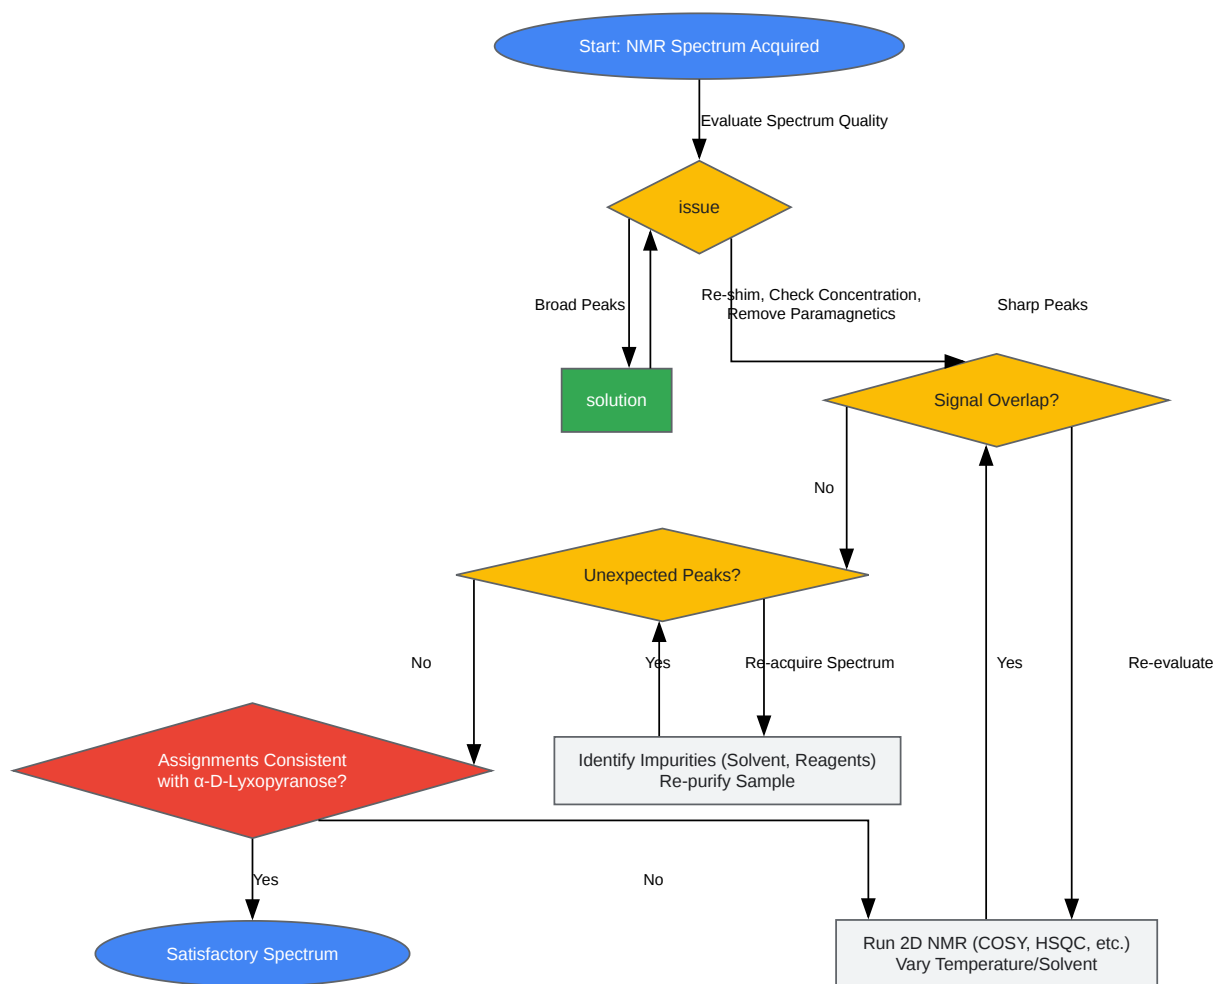 Start: NMR Spectrum Acquired
Evaluate Spectrum Quality
issue
Broad Peaks
Re-shim, Check Concentration,
Remove Paramagnetics
Sharp Peaks
solution
Signal Overlap?
No
Unexpected Peaks?
No
Yes
Re-acquire Spectrum
Yes
Re-evaluate
Assignments Consistent
with α-D-Lyxopyranose?
Identify Impurities (Solvent, Reagents)
Re-purify Sample
Yes
No
Satisfactory Spectrum
Run 2D NMR (COSY, HSQC, etc.)
Vary Temperature/Solvent